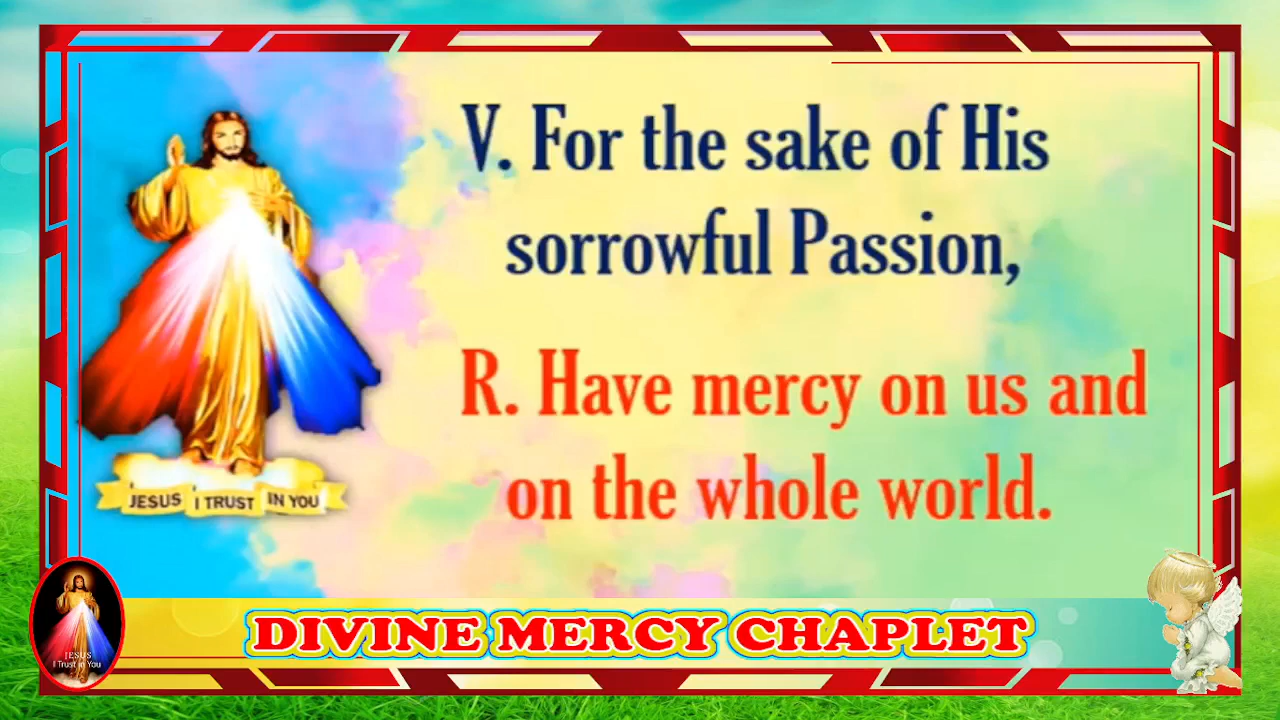 V. For the sake of His
sorrowful Passion,
R. Have mercy on us and
on the whole world.
JESUS I TRUST IN YOU
DIVINE MERCY CHAPLET
JESUS
I Trust in You